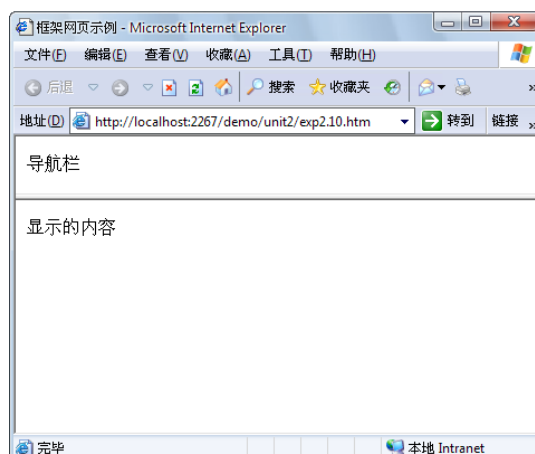 框架网页示例 - Microsoft Internet Explorer
文件(F) 编辑(E) 查看(V) 收藏(A) 工具(T) 帮助(H)
后退 搜索 收藏夹 »
地址(D) http://localhost:2267/demo/unit2/exp2.10.htm 转到 链接 »
导航栏
显示的内容
完毕 本地 Intranet